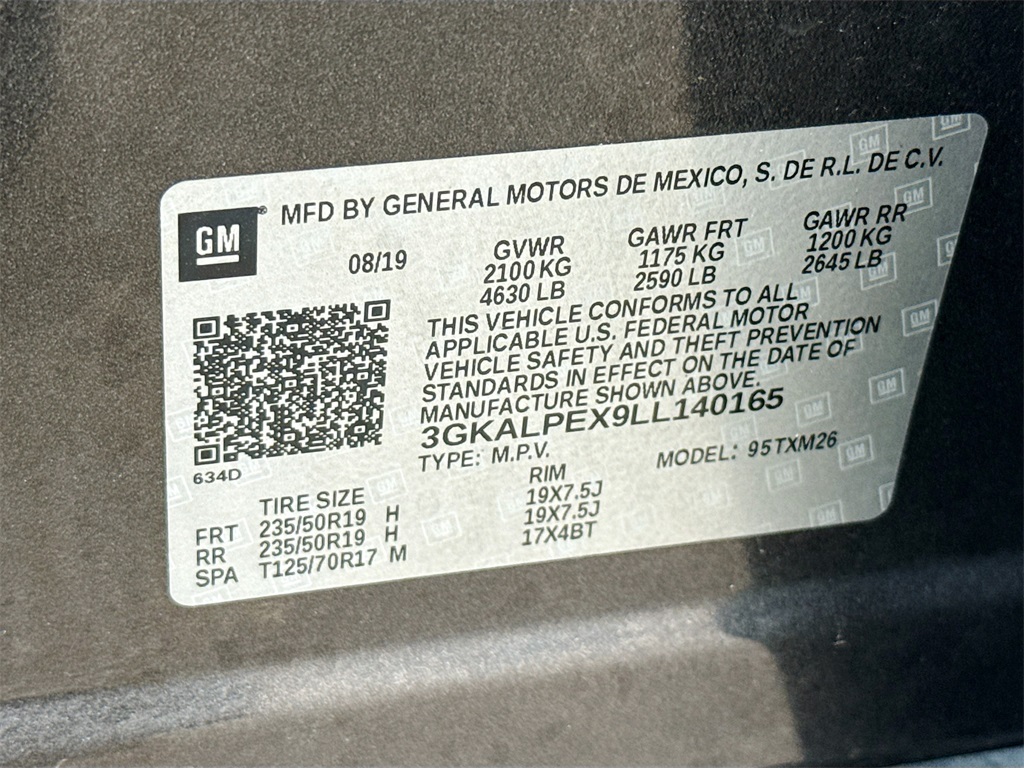 GM® MFD BY GENERAL MOTORS DE MEXICO, S. DE R.L. DE C.V.
08/19 GVWR GAWR FRT GAWR RR
2100 KG 1175 KG 1200 KG
4630 LB 2590 LB 2645 LB
THIS VEHICLE CONFORMS TO ALL
APPLICABLE U.S. FEDERAL MOTOR
VEHICLE SAFETY AND THEFT PREVENTION
STANDARDS IN EFFECT ON THE DATE OF
MANUFACTURE SHOWN ABOVE.
3GKALPEX9LL140165
TYPE: M.P.V. MODEL: 95TXM26
634D
TIRE SIZE RIM
FRT 235/50R19 H 19X7.5J
RR 235/50R19 H 19X7.5J
SPA T125/70R17 M 17X4BT